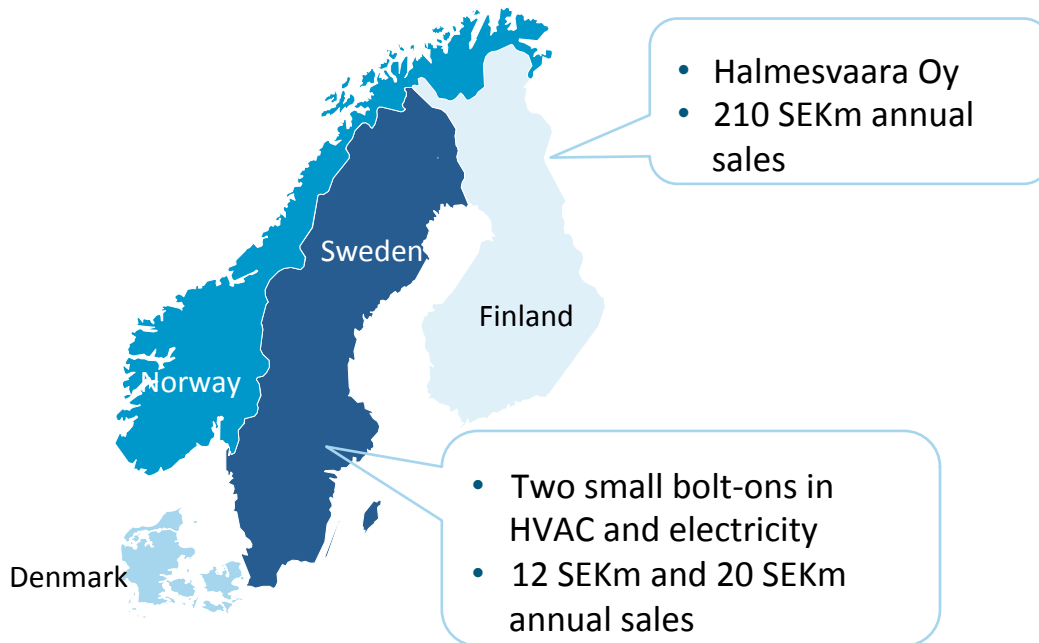 • Halmesvaara Oy
• 210 SEKm annual
sales
Sweden
Finland
Norway
• Two small bolt-ons in
HVAC and electricity
• 12 SEKm and 20 SEKm
annual sales
Denmark